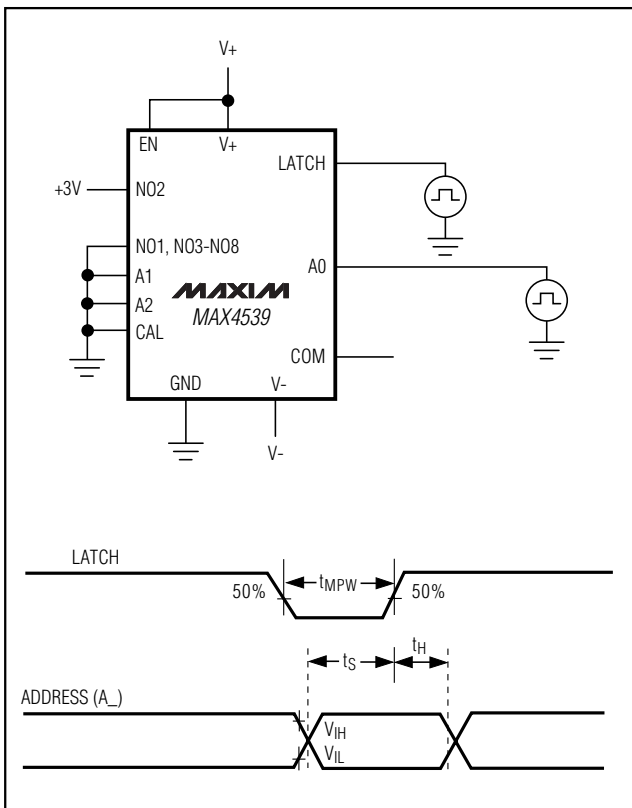 V+
EN
V+
LATCH
+3V
NO2
NO1, NO3-NO8
A0
A1
MAXIM
A2
MAX4539
CAL
COM
GND
V-
V-
LATCH
50%
tMPW
50%
tS
tH
ADDRESS (A_)
VIH
VIL